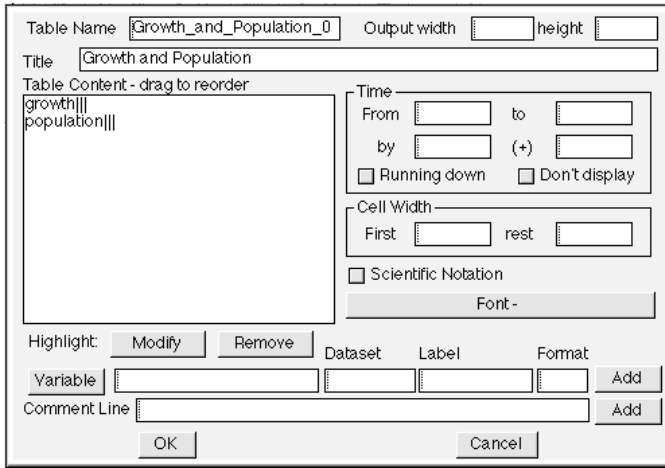 Table Name Growth_and_Population_0 Output width height
Title Growth and Population
Table Content - drag to reorder
growth|||
population|||
Time
From to
by (+)
Running down Don't display
Cell Width
First rest
Scientific Notation
Font -
Highlight: Modify Remove
Dataset Label Format
Variable Add
Comment Line Add
OK Cancel